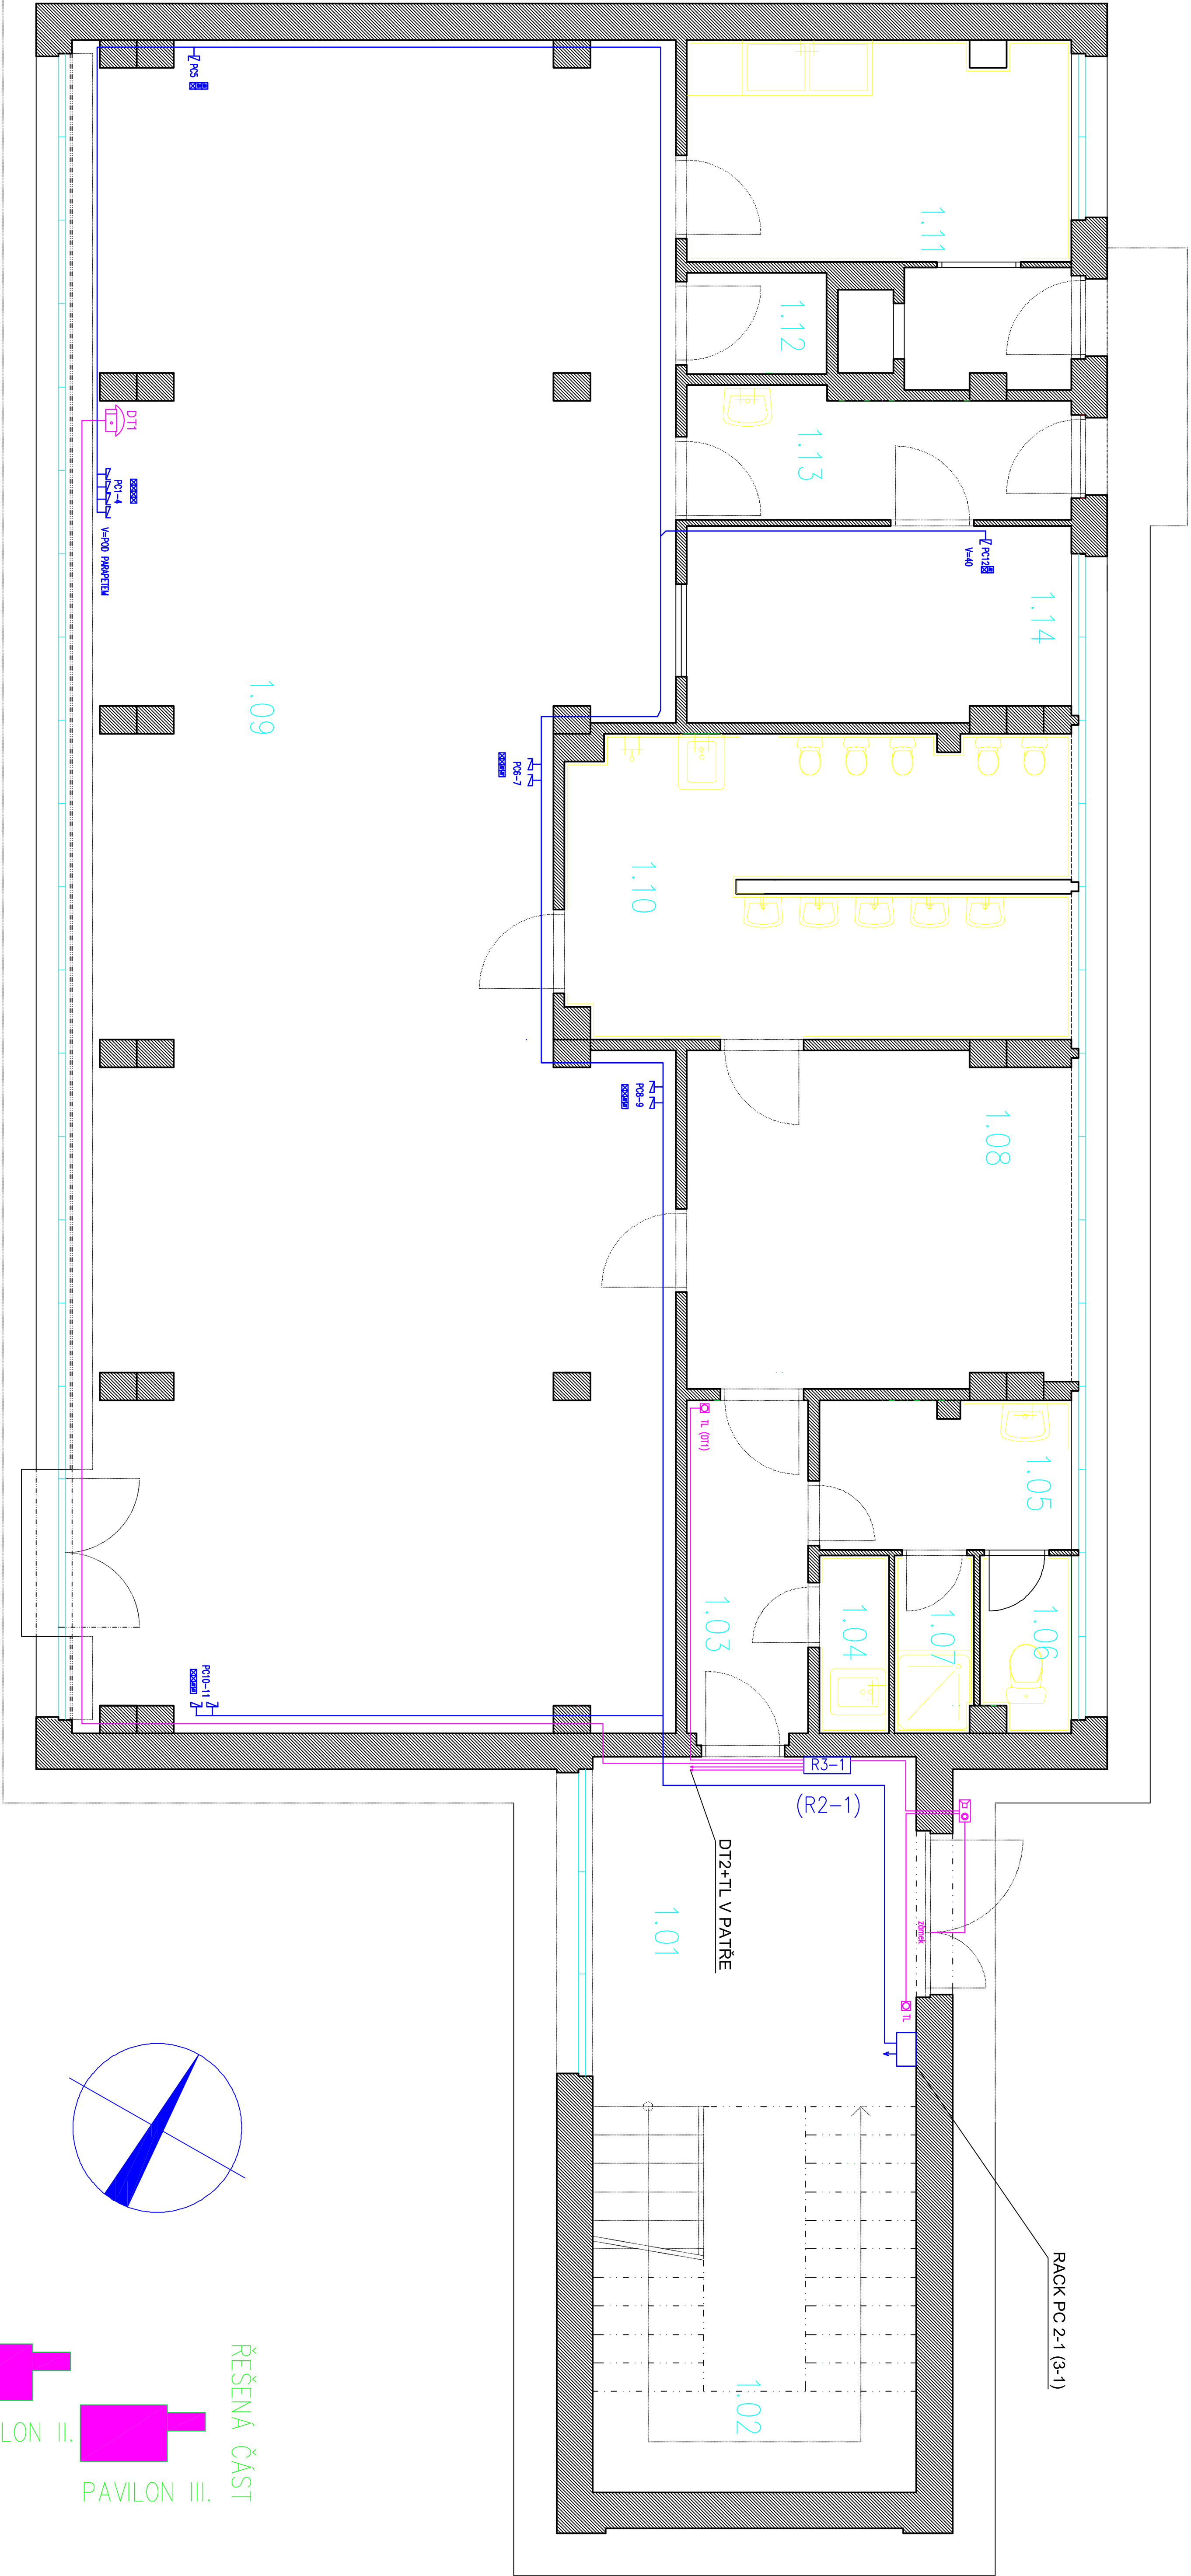 PC5
1.11
1.12
1.13
DT1
PC1-4
V=POD PARAPETEM
PC12
V=40
1.14
1.09
PC6-7
1.10
PC8-9
1.08
TL (DT1)
1.05
1.03
1.04
1.07
1.06
PC10-11
R3-1
(R2-1)
DT2+TL V PATŘE
1.01
zámek
TL
RACK PC 2-1 (3-1)
1.02
ŘEŠENÁ ČÁST
LON II.
PAVILON III.